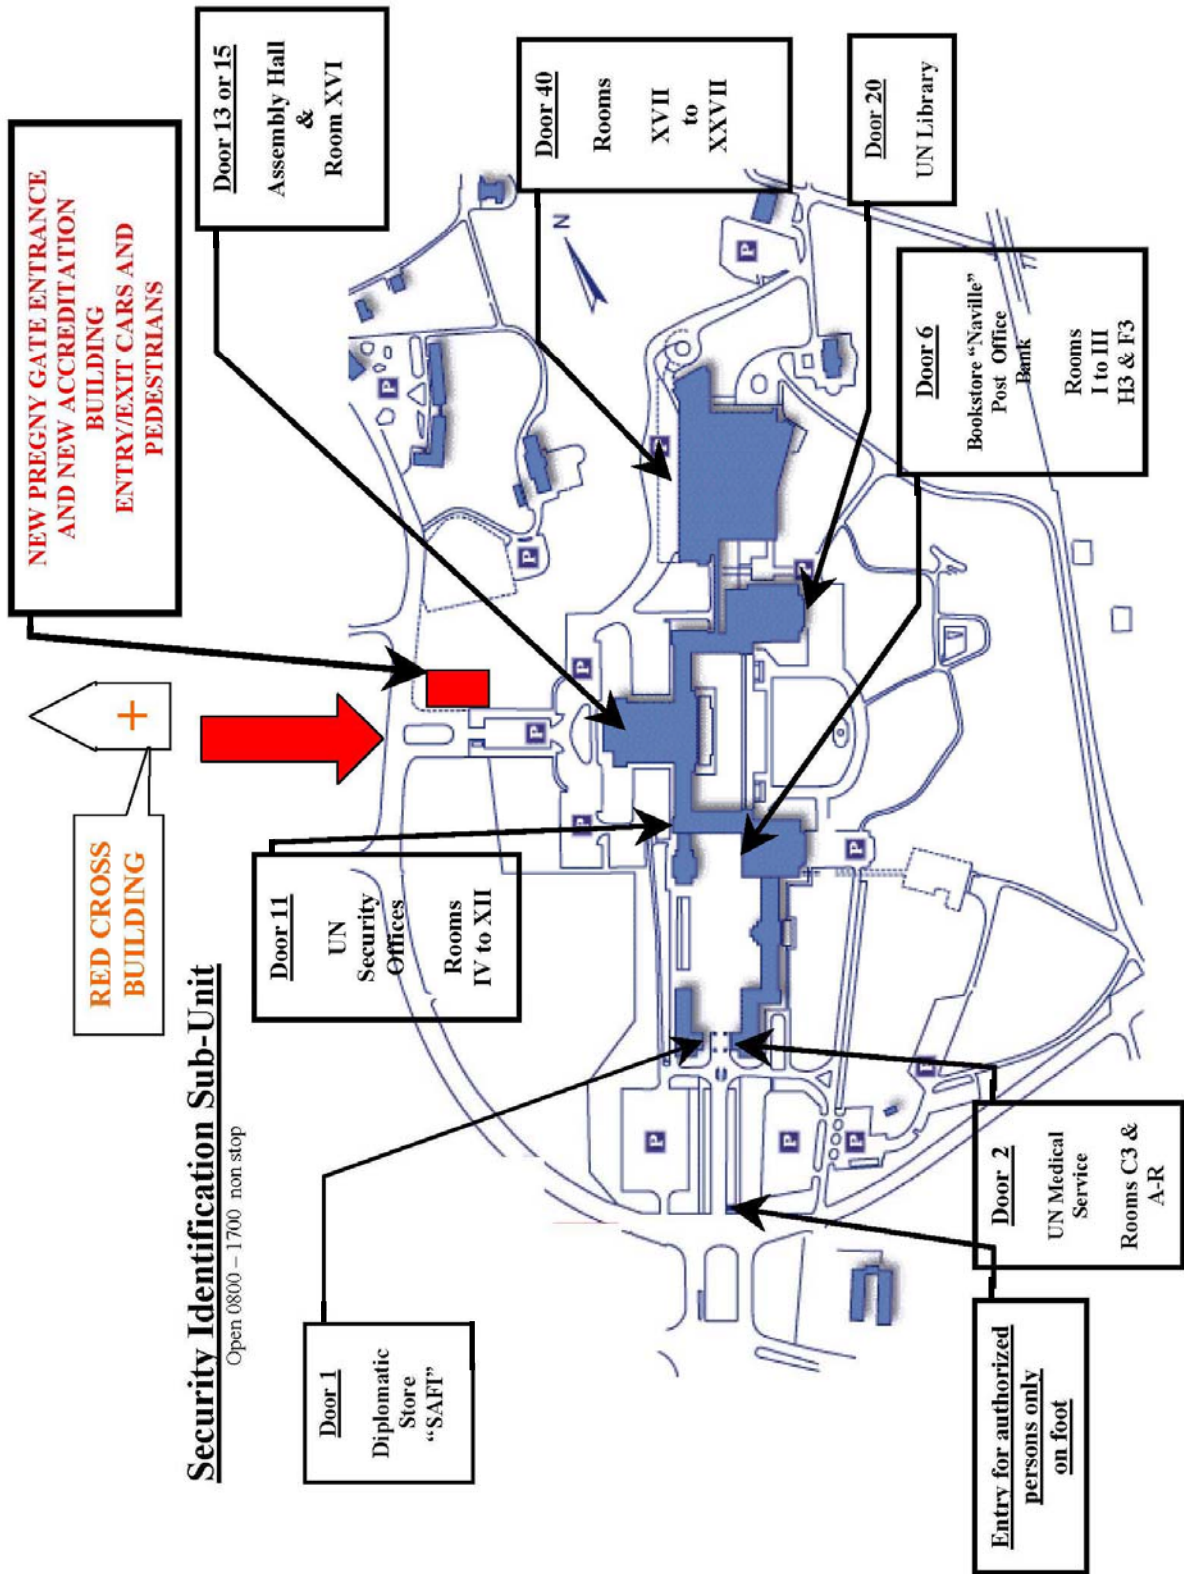 Security Identification Sub-Unit
Open 0800 – 1700 non stop
RED CROSS
BUILDING
NEW PREGNY GATE ENTRANCE
AND NEW ACCREDITATION
BUILDING
ENTRY/EXIT CARS AND
PEDESTRIANS
Door 1
Diplomatic
Store
“SAFI”
Door 11
UN
Security
Offices
Rooms
IV to XII
Door 13 or 15
Assembly Hall
&
Room XVI
Door 40
Rooms
XVII
to
XXVII
Door 20
UN Library
Door 6
Bookstore “Naville”
Post Office
Bank
Rooms
I to III
H3 & F3
Door 2
UN Medical
Service
Rooms C3 &
A-R
Entry for authorized
persons only
on foot
N
P
P
P
P
P
P
P
P
P
P
P
P
P
P